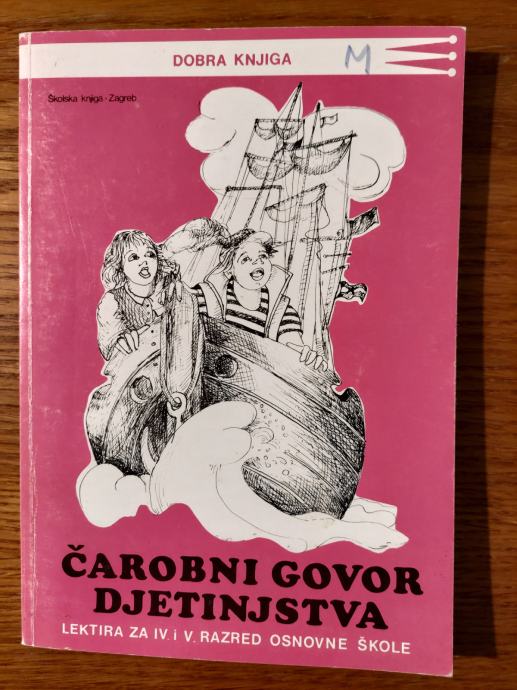 DOBRA KNJIGA
M
Školska knjiga · Zagreb
ČAROBNI GOVOR
DJETINJSTVA
LEKTIRA ZA IV. i V. RAZRED OSNOVNE ŠKOLE